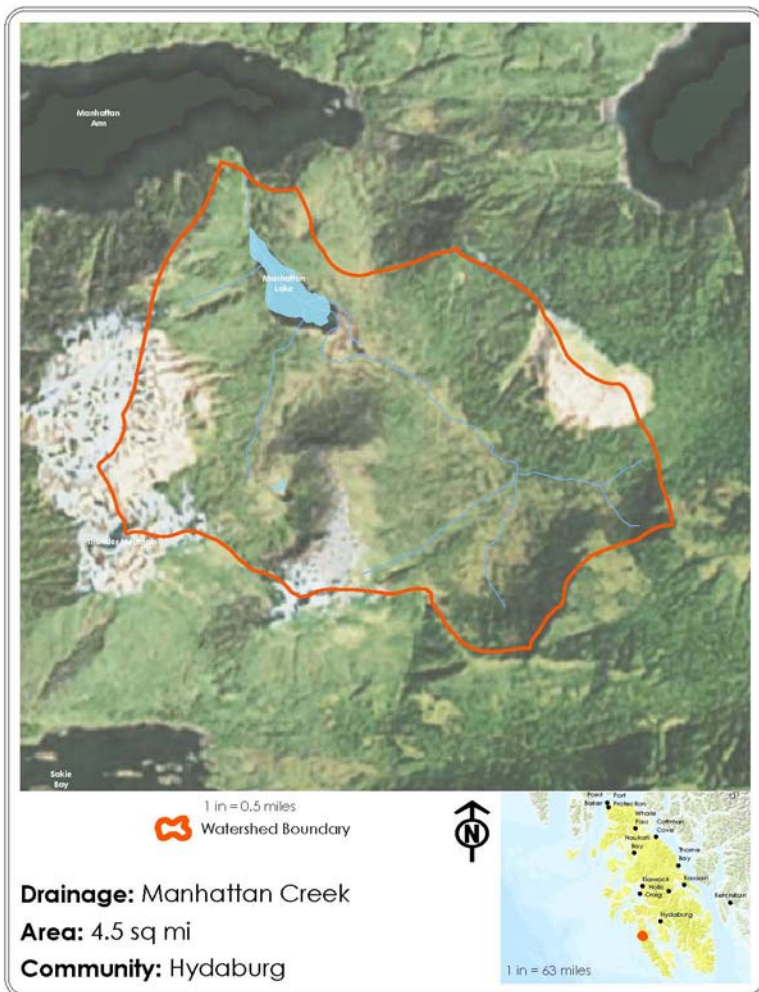 Manhattan
Arm
Manhattan
Lake
Sakie
Bay
1 in = 0.5 miles
Watershed Boundary
N
Drainage: Manhattan Creek
Area: 4.5 sq mi
Community: Hydaburg
Point
Baker
Port
Protection
Whale
Pass
Coffman
Cove
Naukati
Bay
Thorne
Bay
Klawock
Hollis
Craig
Kasaan
Ketchikan
Hydaburg
1 in = 63 miles